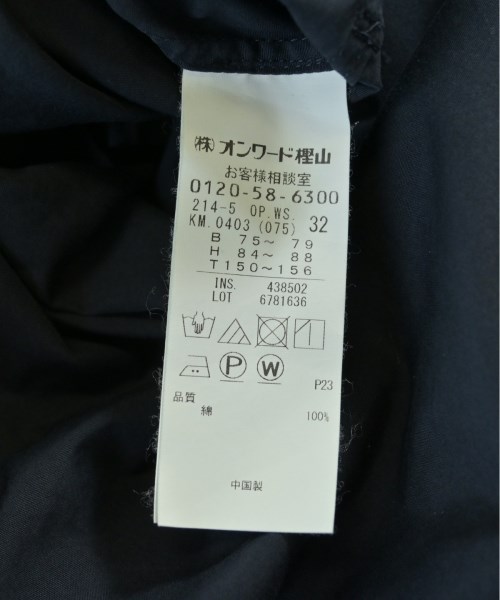 ㈱オンワード樫山
お客様相談室
0120-58-6300
214-5 OP.WS. 32
KM.0403 (075)
B 75～ 79
H 84～ 88
T150～156
INS. 438502
LOT 6781636
P W
P23
品質
綿 100%
中国製